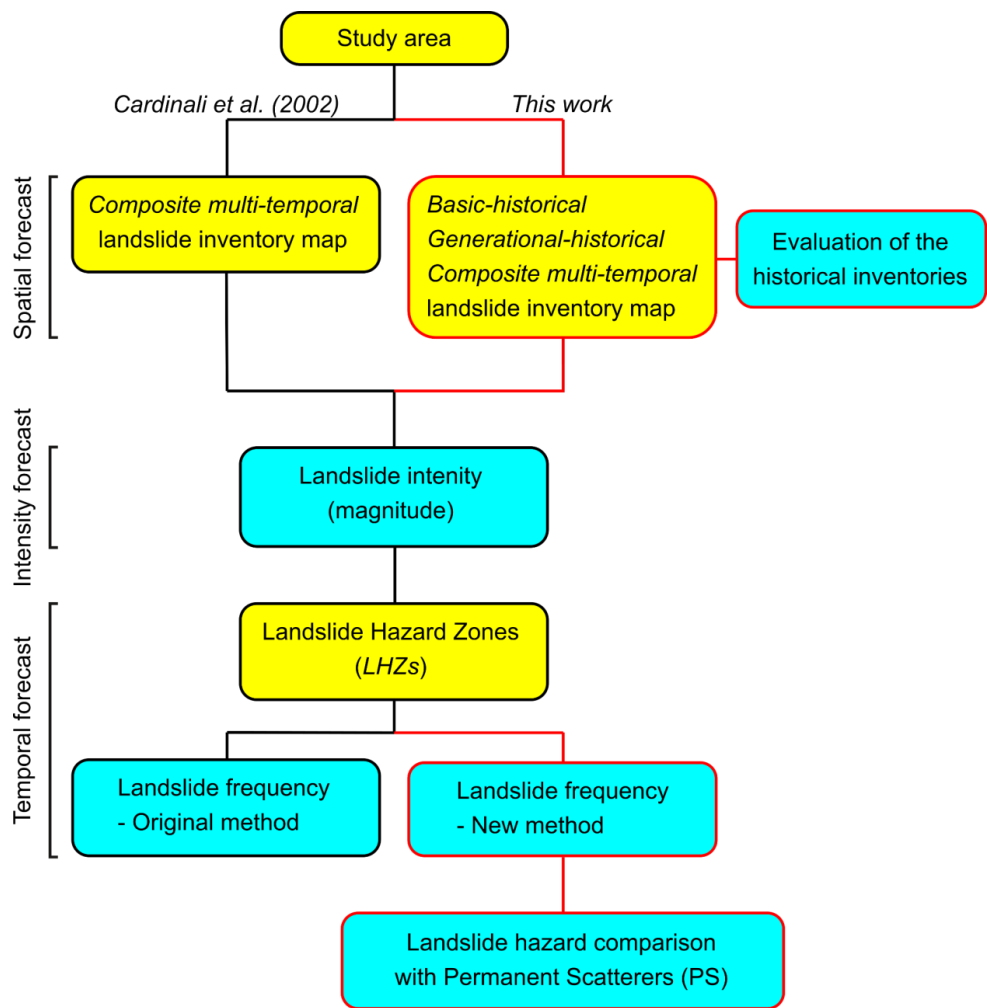 Study area
Cardinali et al. (2002)
This work
Spatial forecast
Composite multi-temporal
landslide inventory map
Basic-historical
Generational-historical
Composite multi-temporal
landslide inventory map
Evaluation of the
historical inventories
Intensity forecast
Landslide intenity
(magnitude)
Temporal forecast
Landslide Hazard Zones
(LHZs)
Landslide frequency
- Original method
Landslide frequency
- New method
Landslide hazard comparison
with Permanent Scatterers (PS)